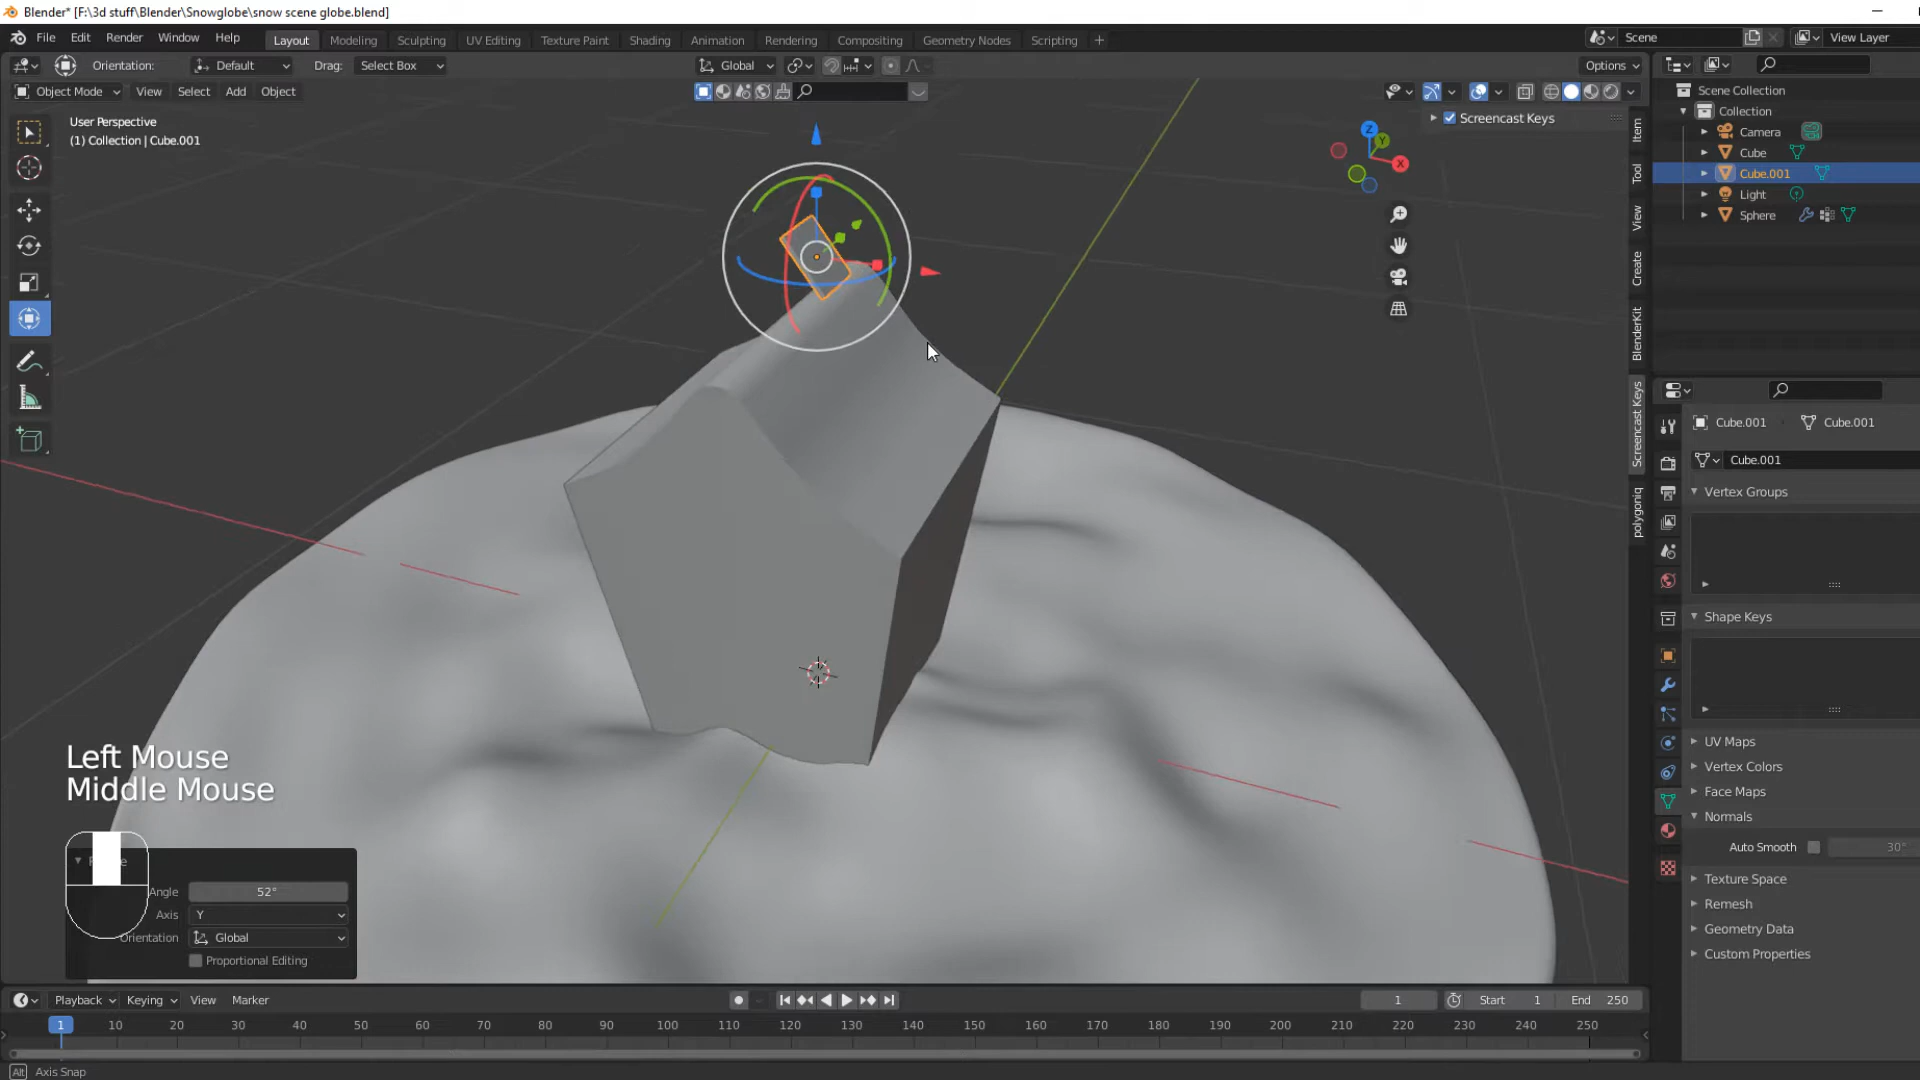 Blender* [F:\3d stuff\Blender\Snowglobe\snow scene globe.blend]
File Edit Render Window Help
Layout Modeling Sculpting UV Editing Texture Paint Shading Animation Rendering Compositing Geometry Nodes Scripting +
Scene
View Layer
Orientation: Default Drag: Select Box
Global
Options
Object Mode View Select Add Object
User Perspective
(1) Collection | Cube.001
Screencast Keys
Z
Y
X
Item
Tool
View
Create
BlenderKit
Screencast Keys
polygoniq
Scene Collection
Collection
Camera
Cube
Cube.001
Light
Sphere
Cube.001 Cube.001
Cube.001
Vertex Groups
Shape Keys
UV Maps
Vertex Colors
Face Maps
Normals
Auto Smooth 30°
Texture Space
Remesh
Geometry Data
Custom Properties
Left Mouse
Middle Mouse
Angle 52°
Axis Y
Orientation Global
Proportional Editing
Playback Keying View Marker
1 Start 1 End 250
1 10 20 30 40 50 60 70 80 90 100 110 120 130 140 150 160 170 180 190 200 210 220 230 240 250
Alt Axis Snap